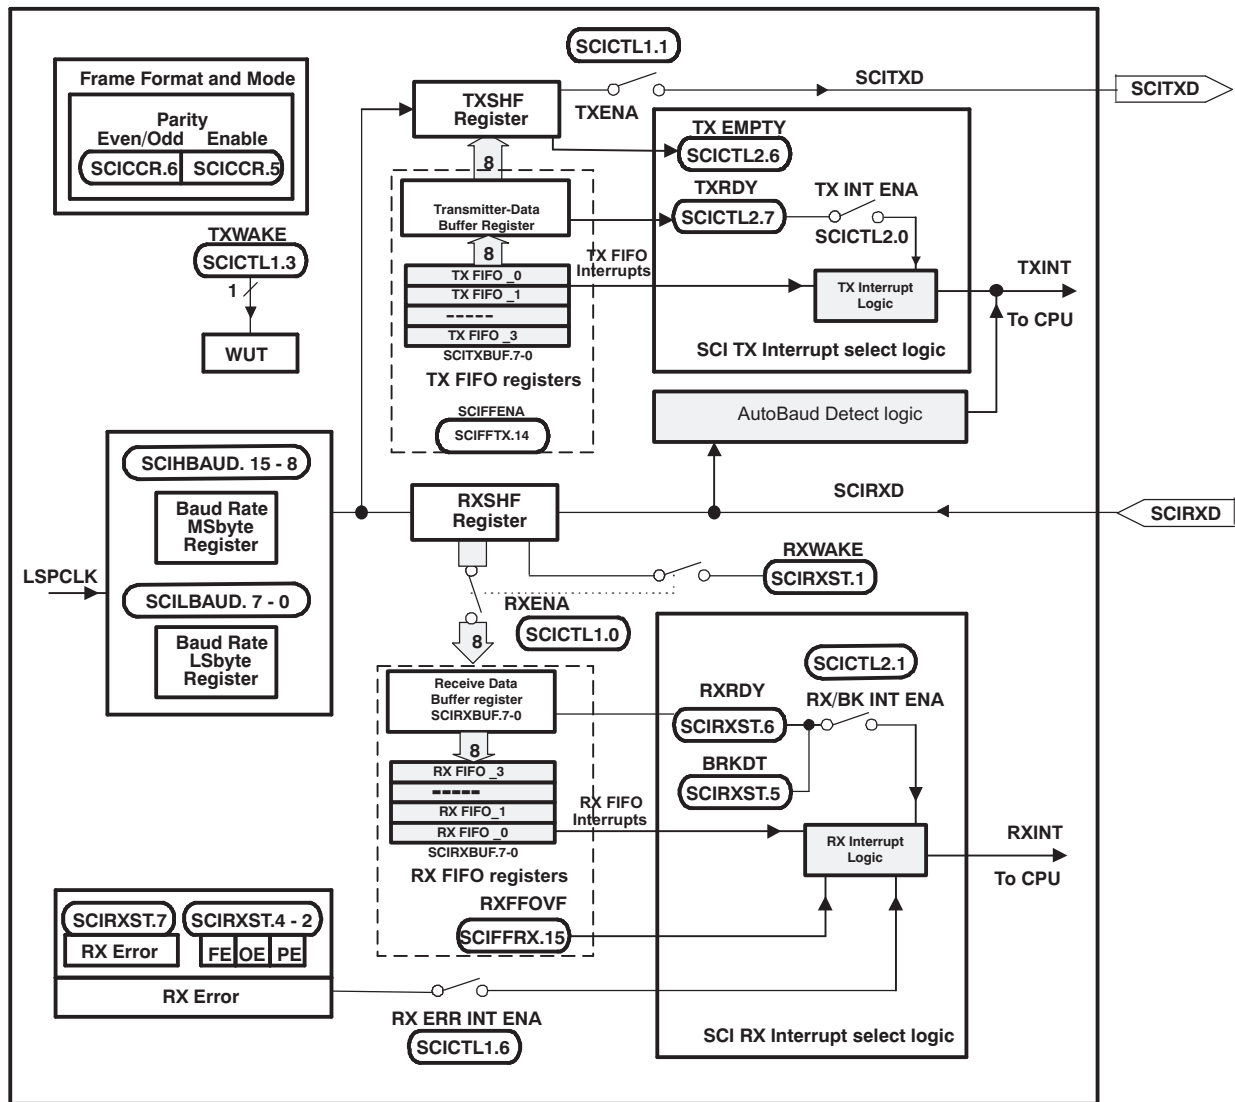 SCICTL1.1
Frame Format and Mode
Parity
Even/Odd Enable
SCICCR.6 SCICCR.5
TXSHF
Register
TXENA
SCITXD
SCITXD
TX EMPTY
SCICTL2.6
8
Transmitter-Data
Buffer Register
TXRDY
SCICTL2.7
TX INT ENA
SCICTL2.0
TXWAKE
SCICTL1.3
1
WUT
8
TX FIFO _0
TX FIFO _1
-----
TX FIFO _3
SCITXBUF.7-0
TX FIFO registers
SCIFFENA
SCIFFTX.14
TX FIFO
Interrupts
TX Interrupt
Logic
TXINT
To CPU
SCI TX Interrupt select logic
AutoBaud Detect logic
SCIHBAUD. 15 - 8
Baud Rate
MSbyte
Register
LSPCLK
SCILBAUD. 7 - 0
Baud Rate
LSbyte
Register
RXSHF
Register
SCIRXD
SCIRXD
RXWAKE
SCIRXST.1
RXENA
SCICTL1.0
8
Receive Data
Buffer register
SCIRXBUF.7-0
8
RX FIFO _3
-----
RX FIFO_1
RX FIFO _0
SCIRXBUF.7-0
RX FIFO registers
RXFFOVF
SCIFFRX.15
RX FIFO
Interrupts
SCICTL2.1
RX/BK INT ENA
RXRDY
SCIRXST.6
BRKDT
SCIRXST.5
RX Interrupt
Logic
RXINT
To CPU
SCI RX Interrupt select logic
SCIRXST.7 SCIRXST.4 - 2
RX Error FE OE PE
RX Error
RX ERR INT ENA
SCICTL1.6